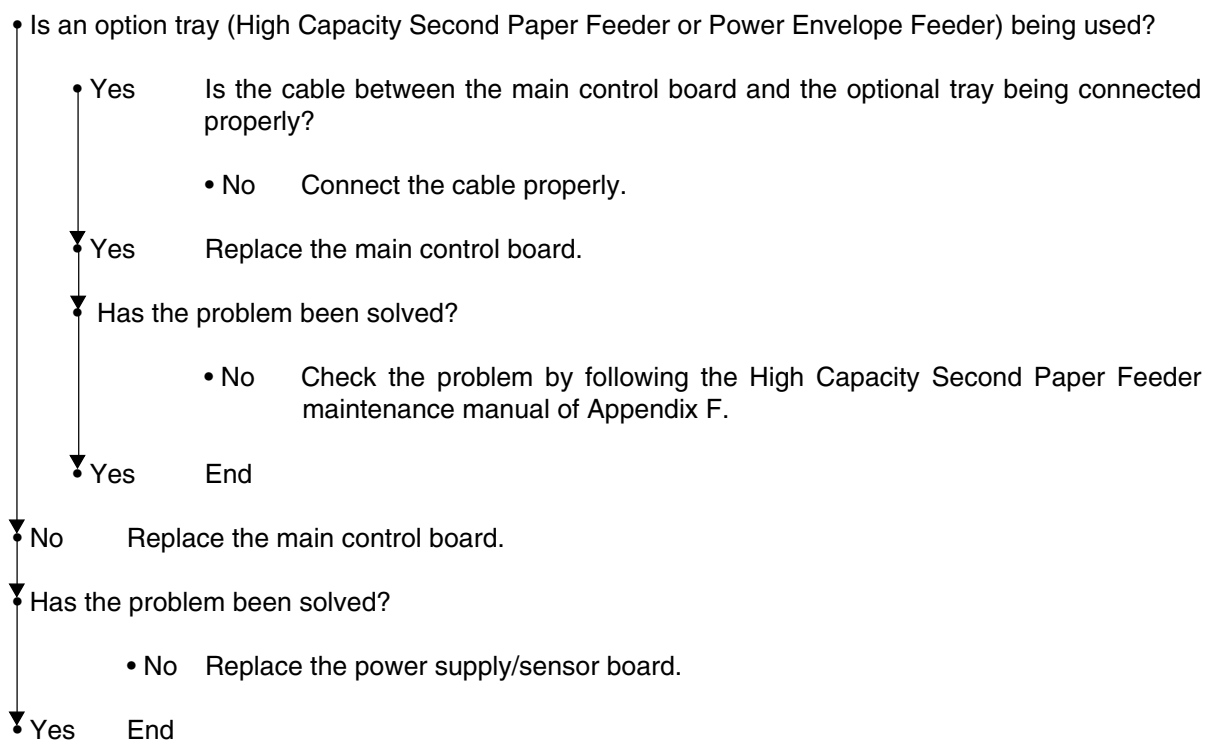 • Is an option tray (High Capacity Second Paper Feeder or Power Envelope Feeder) being used?
• Yes Is the cable between the main control board and the optional tray being connected
properly?
• No Connect the cable properly.
• Yes Replace the main control board.
• Has the problem been solved?
• No Check the problem by following the High Capacity Second Paper Feeder
maintenance manual of Appendix F.
• Yes End
• No Replace the main control board.
• Has the problem been solved?
• No Replace the power supply/sensor board.
• Yes End